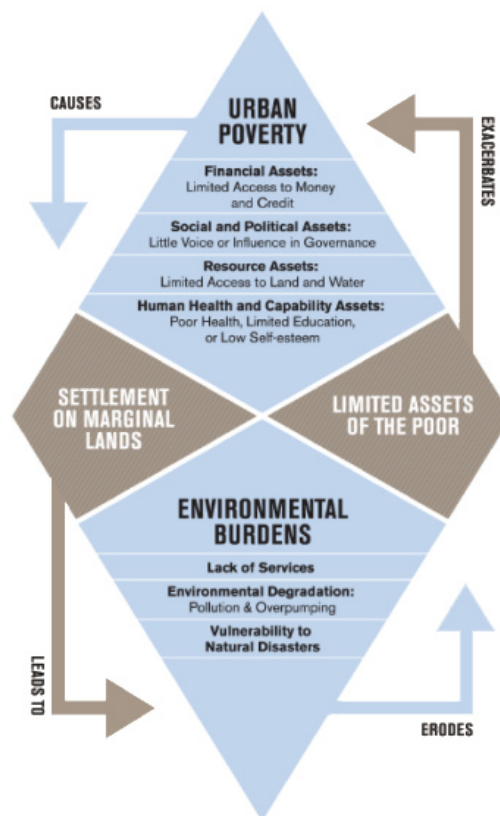 CAUSES
URBAN
POVERTY
EXACERBATES
Financial Assets:
Limited Access to Money
and Credit
Social and Political Assets:
Little Voice or Influence in Governance
Resource Assets:
Limited Access to Land and Water
Human Health and Capability Assets:
Poor Health, Limited Education,
or Low Self-esteem
SETTLEMENT
ON MARGINAL
LANDS
LIMITED ASSETS
OF THE POOR
ENVIRONMENTAL
BURDENS
Lack of Services
Environmental Degradation:
Pollution & Overpumping
Vulnerability to
Natural Disasters
LEADS TO
ERODES